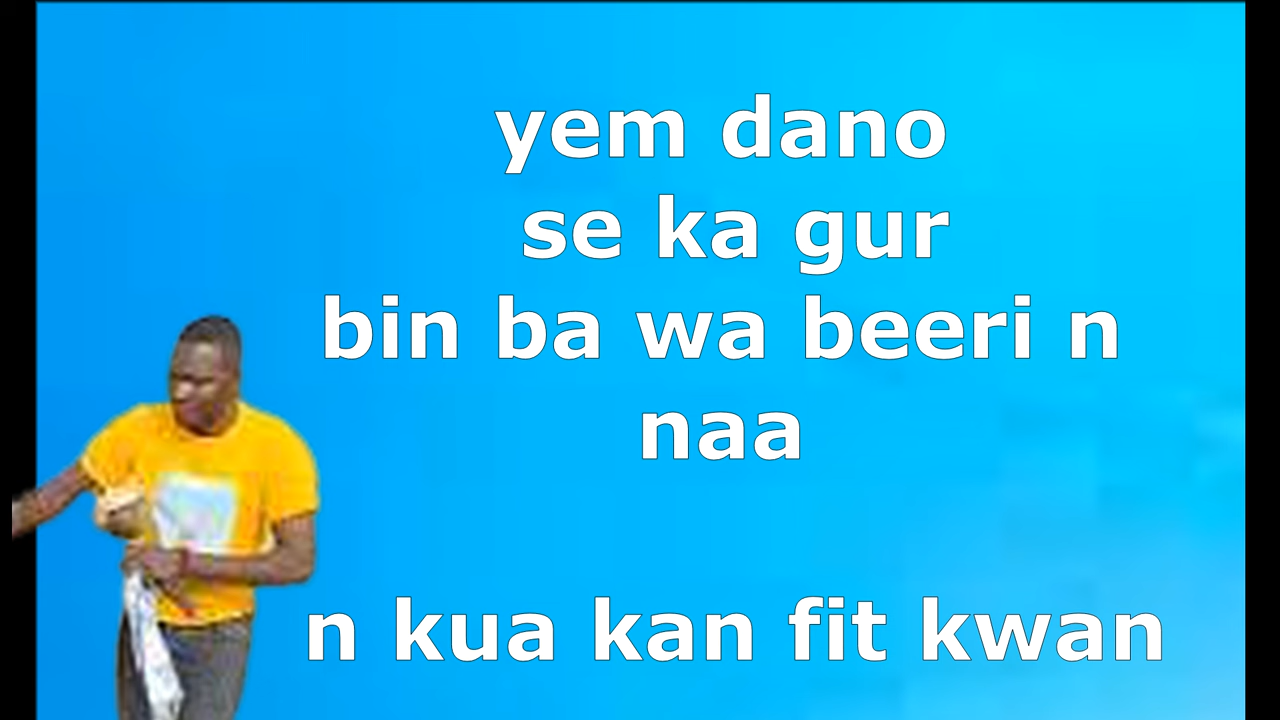 yem dano
se ka gur
bin ba wa beeri n
naa
n kua kan fit kwan